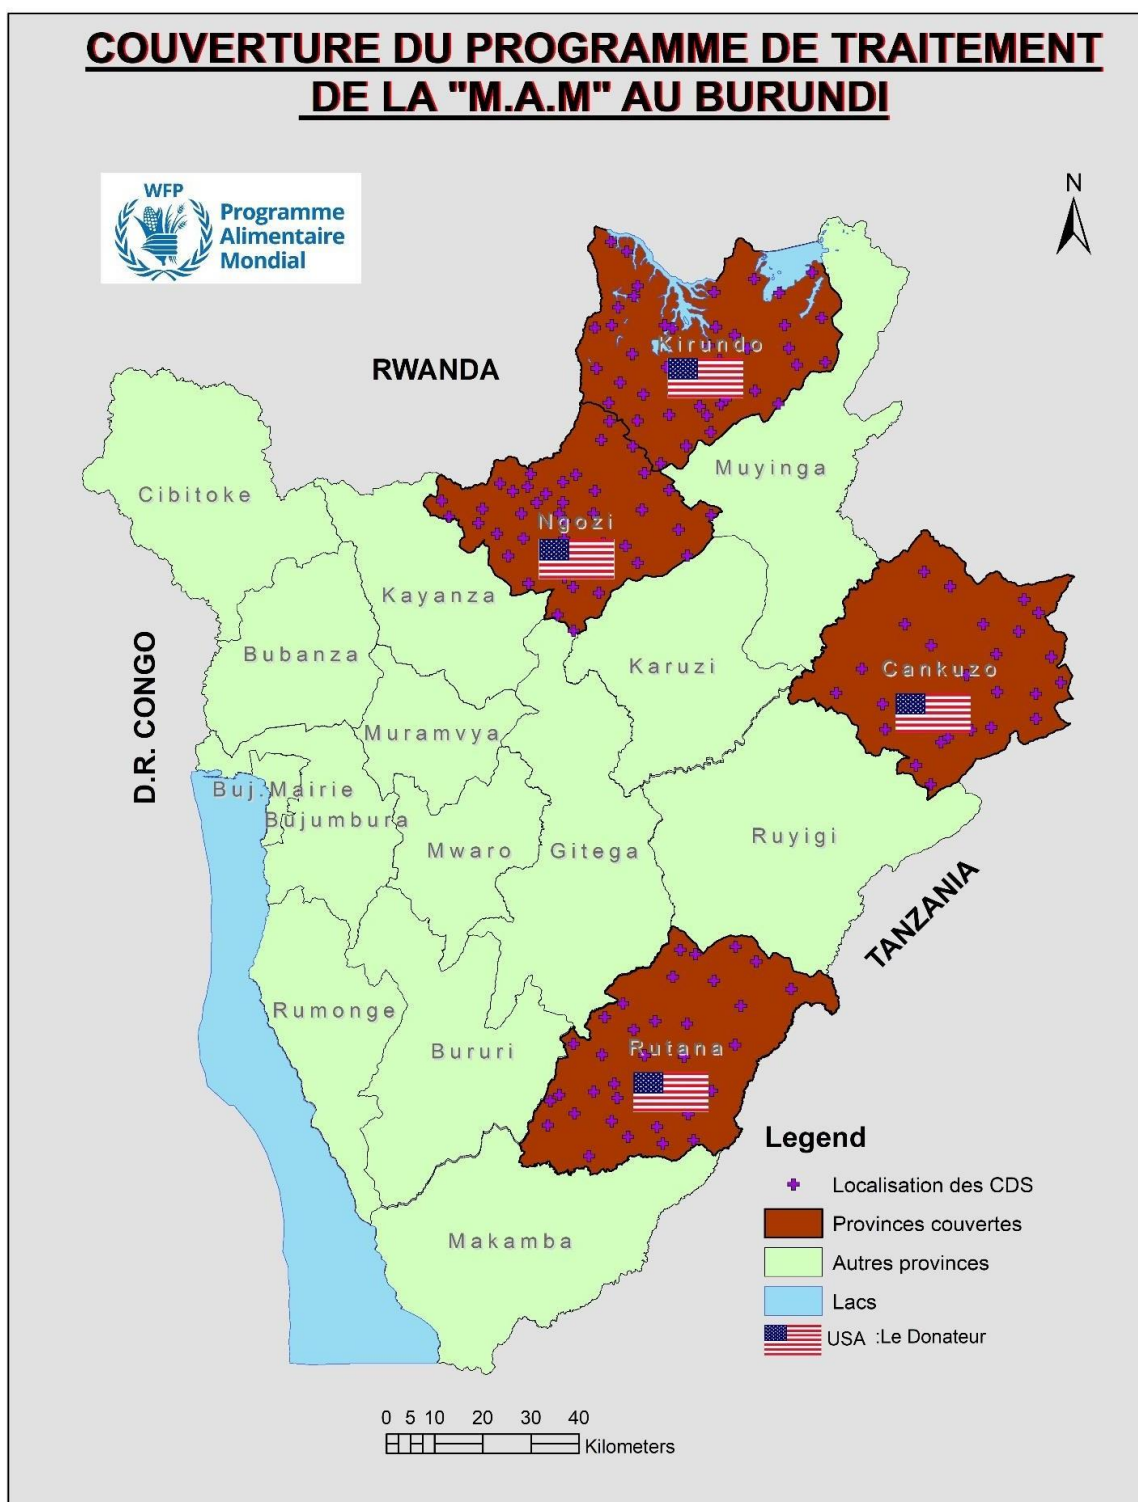 COUVERTURE DU PROGRAMME DE TRAITEMENT
DE LA "M.A.M" AU BURUNDI
WFP
Programme
Alimentaire
Mondial
N
RWANDA
Kirundo
Muyinga
Cibitoke
Ngozi
Kayanza
Bubanza
Karuzi
Cankuzo
D.R. CONGO
Muramvya
Buj.Mairie
Bujumbura
Mwaro
Gitega
Ruyigi
TANZANIA
Rumonge
Bururi
Rutana
Makamba
Legend
Localisation des CDS
Provinces couvertes
Autres provinces
Lacs
USA :Le Donateur
0 5 10 20 30 40
Kilometers